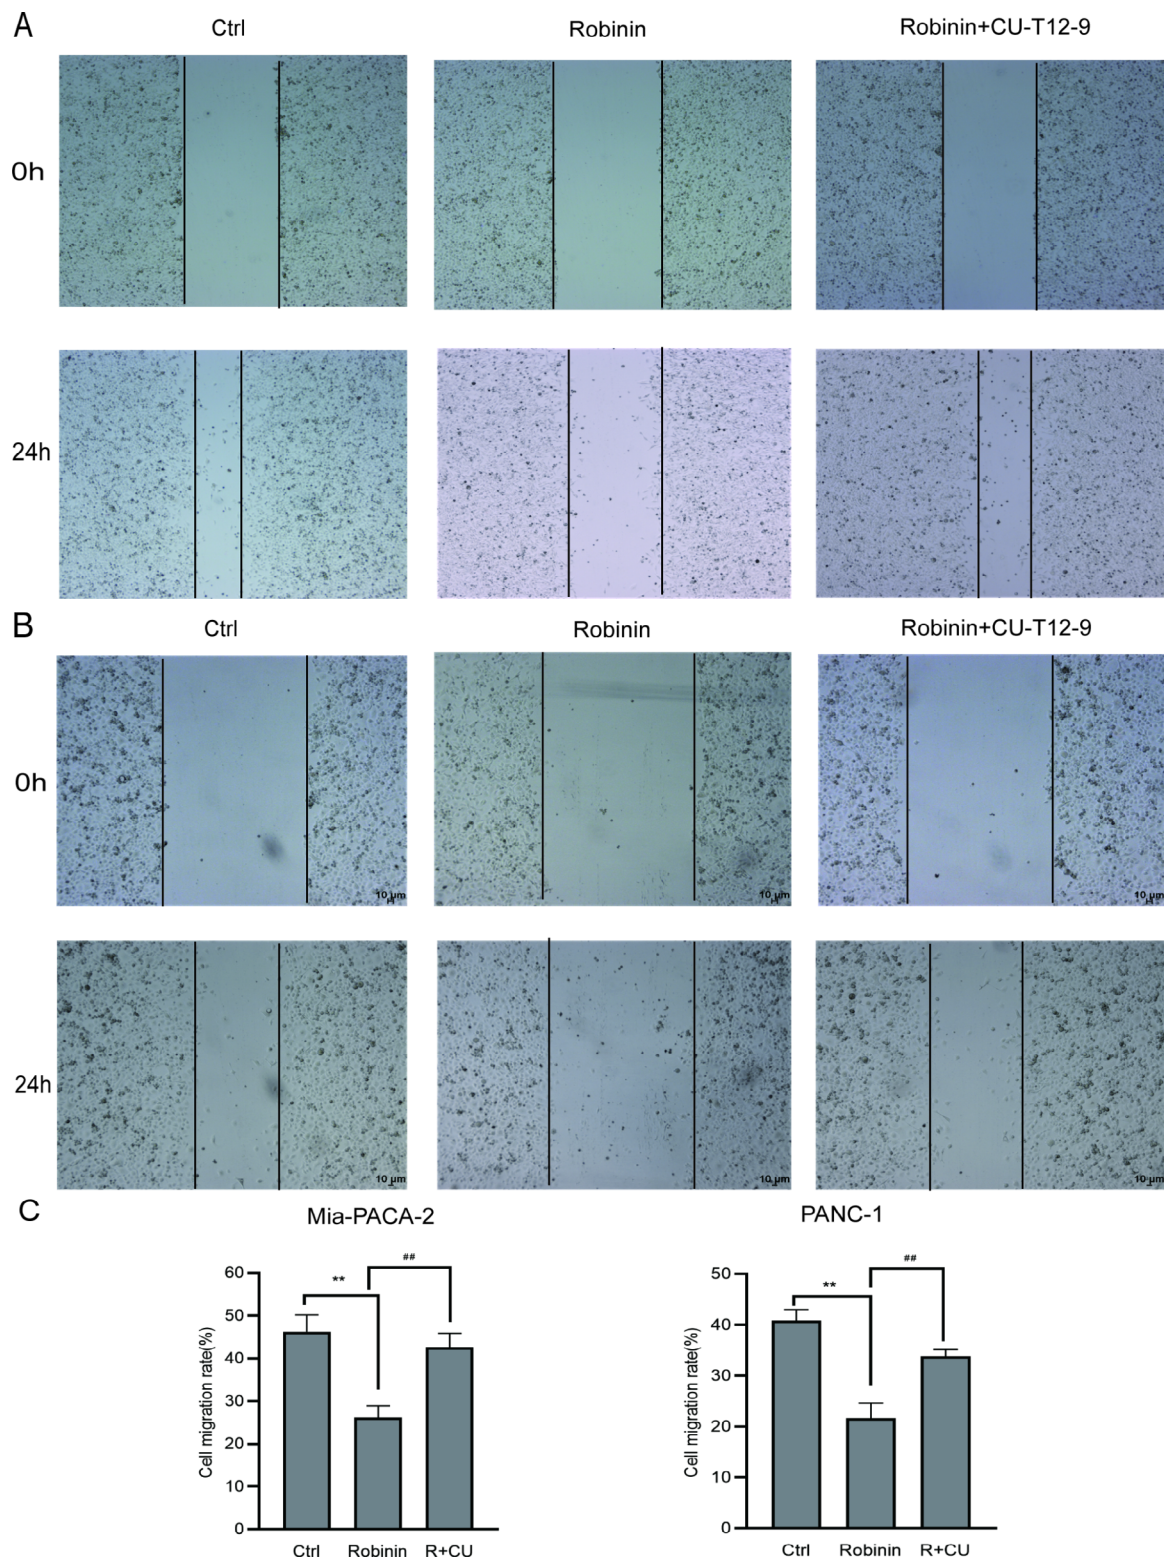 A
Ctrl
Robinin
Robinin+CU-T12-9
0h
24h
B
Ctrl
Robinin
Robinin+CU-T12-9
0h
10 µm
10 µm
24h
10 µm
10 µm
10 µm
C
Mia-PACA-2
PANC-1
Cell migration rate(%)
60
50
40
30
20
10
0
**
##
Ctrl
Robinin
R+CU
Cell migration rate(%)
50
40
30
20
10
0
**
##
Ctrl
Robinin
R+CU